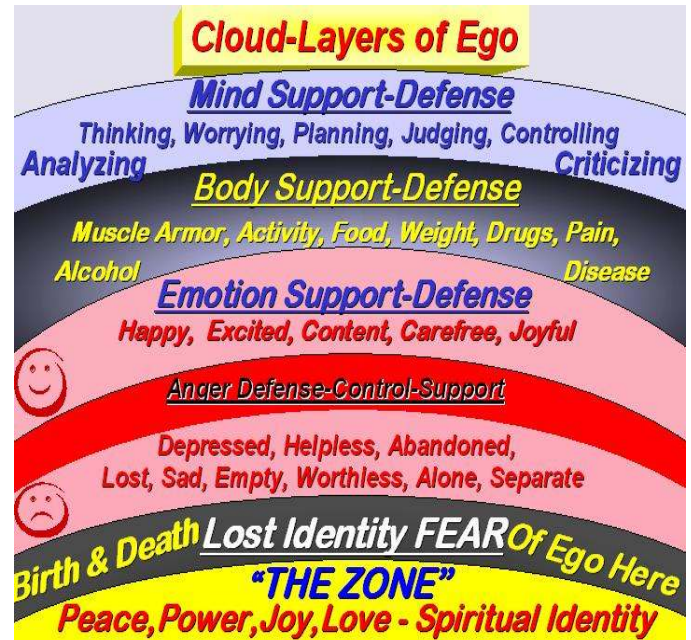 Cloud-Layers of Ego
Mind Support-Defense
Thinking, Worrying, Planning, Judging, Controlling
Analyzing Criticizing
Body Support-Defense
Muscle Armor, Activity, Food, Weight, Drugs, Pain,
Alcohol Disease
Emotion Support-Defense
Happy, Excited, Content, Carefree, Joyful
Anger Defense-Control-Support
Depressed, Helpless, Abandoned,
Lost, Sad, Empty, Worthless, Alone, Separate
Birth & Death Lost Identity FEAR Of Ego Here
"THE ZONE"
Peace, Power, Joy, Love - Spiritual Identity